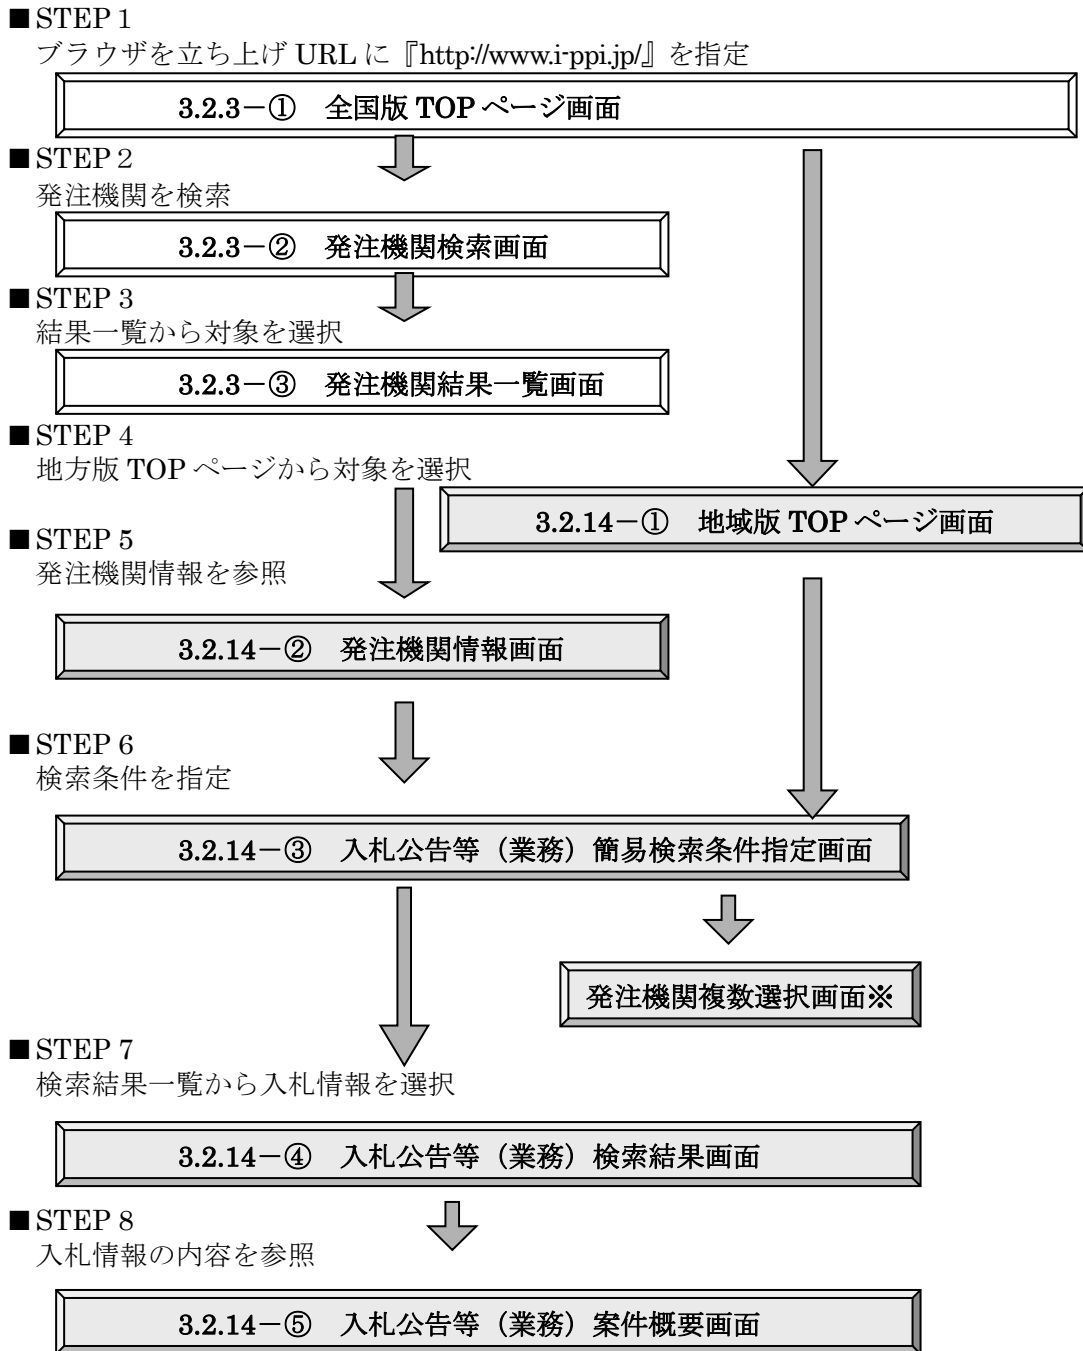 ■STEP１
ブラウザを立ち上げ URL に『http://www.i-ppi.jp/』を指定
3.2.3－①　全国版 TOP ページ画面
■STEP２
発注機関を検索
3.2.3－②　発注機関検索画面
■STEP 3
結果一覧から対象を選択
3.2.3－③　発注機関結果一覧画面
■STEP 4
地方版 TOP ページから対象を選択
3.2.14－①　地域版 TOP ページ画面
■STEP 5
発注機関情報を参照
3.2.14－②　発注機関情報画面
■STEP 6
検索条件を指定
3.2.14－③　入札公告等（業務）簡易検索条件指定画面
発注機関複数選択画面※
■STEP 7
検索結果一覧から入札情報を選択
3.2.14－④　入札公告等（業務）検索結果画面
■STEP 8
入札情報の内容を参照
3.2.14－⑤　入札公告等（業務）案件概要画面